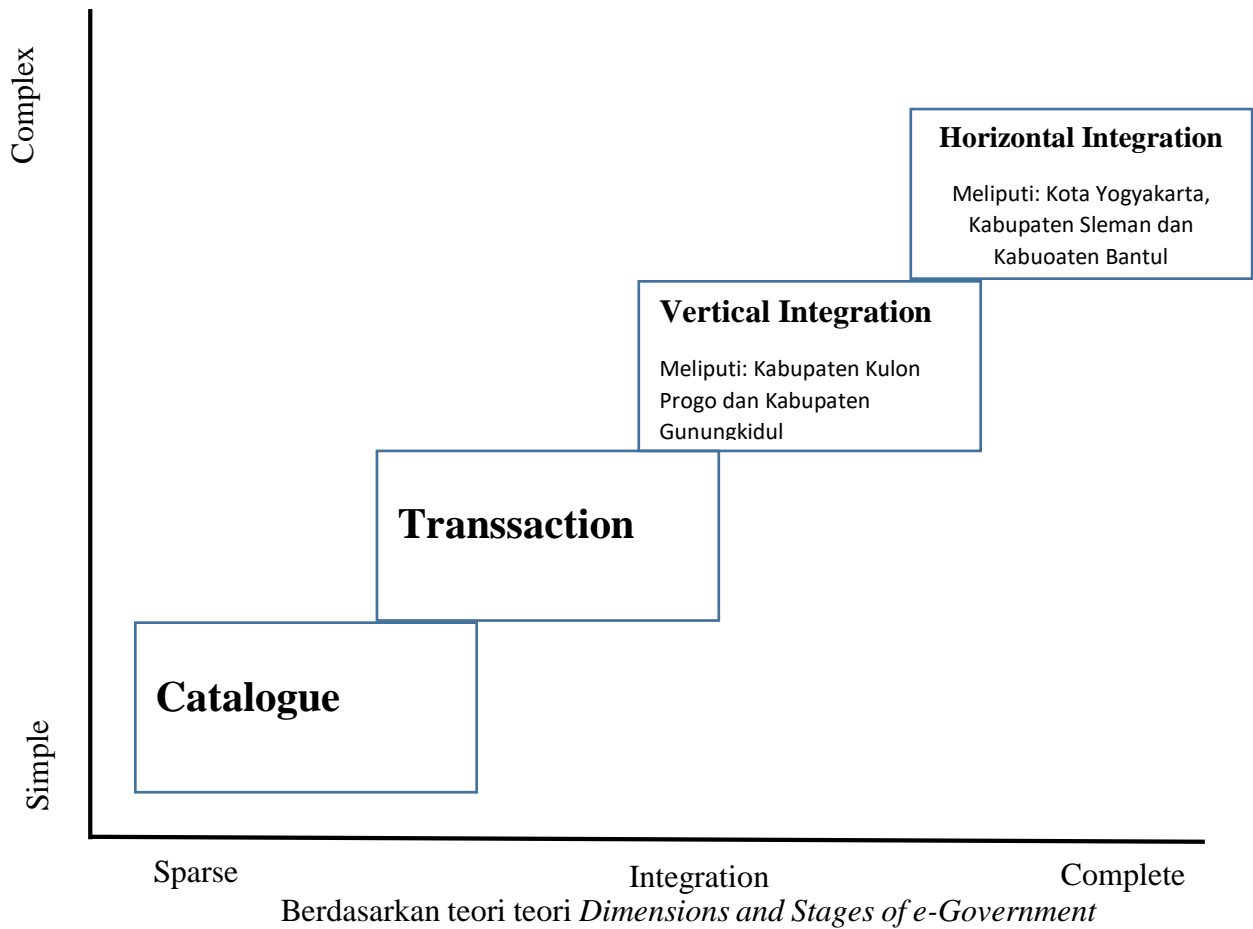 Complex
Horizontal Integration
Meliputi: Kota Yogyakarta,
Kabupaten Sleman dan
Kabuoaten Bantul
Vertical Integration
Meliputi: Kabupaten Kulon
Progo dan Kabupaten
Gunungkidul
Transsaction
Catalogue
Simple
Sparse
Integration
Complete
Berdasarkan teori teori Dimensions and Stages of e-Government